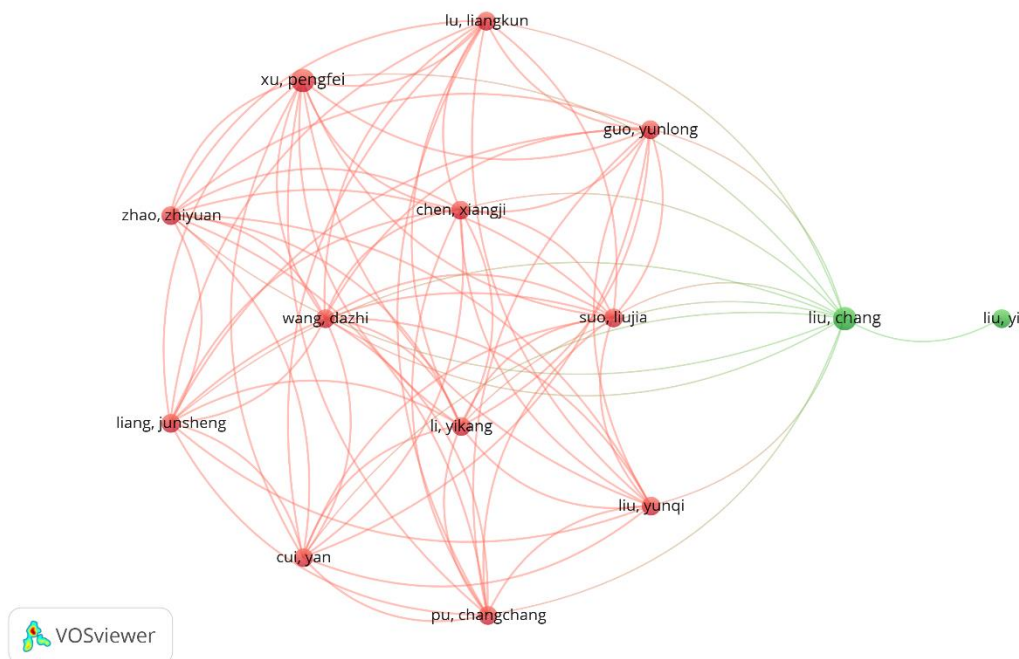 lu, liangkun
xu, pengfei
guo, yunlong
zhao, zhiyuan
chen, xiangji
wang, dazhi
suo, liujia
liu, chang
liu, yi
liang, junsheng
li, yikang
liu, yunqi
cui, yan
pu, changchang
VOSviewer